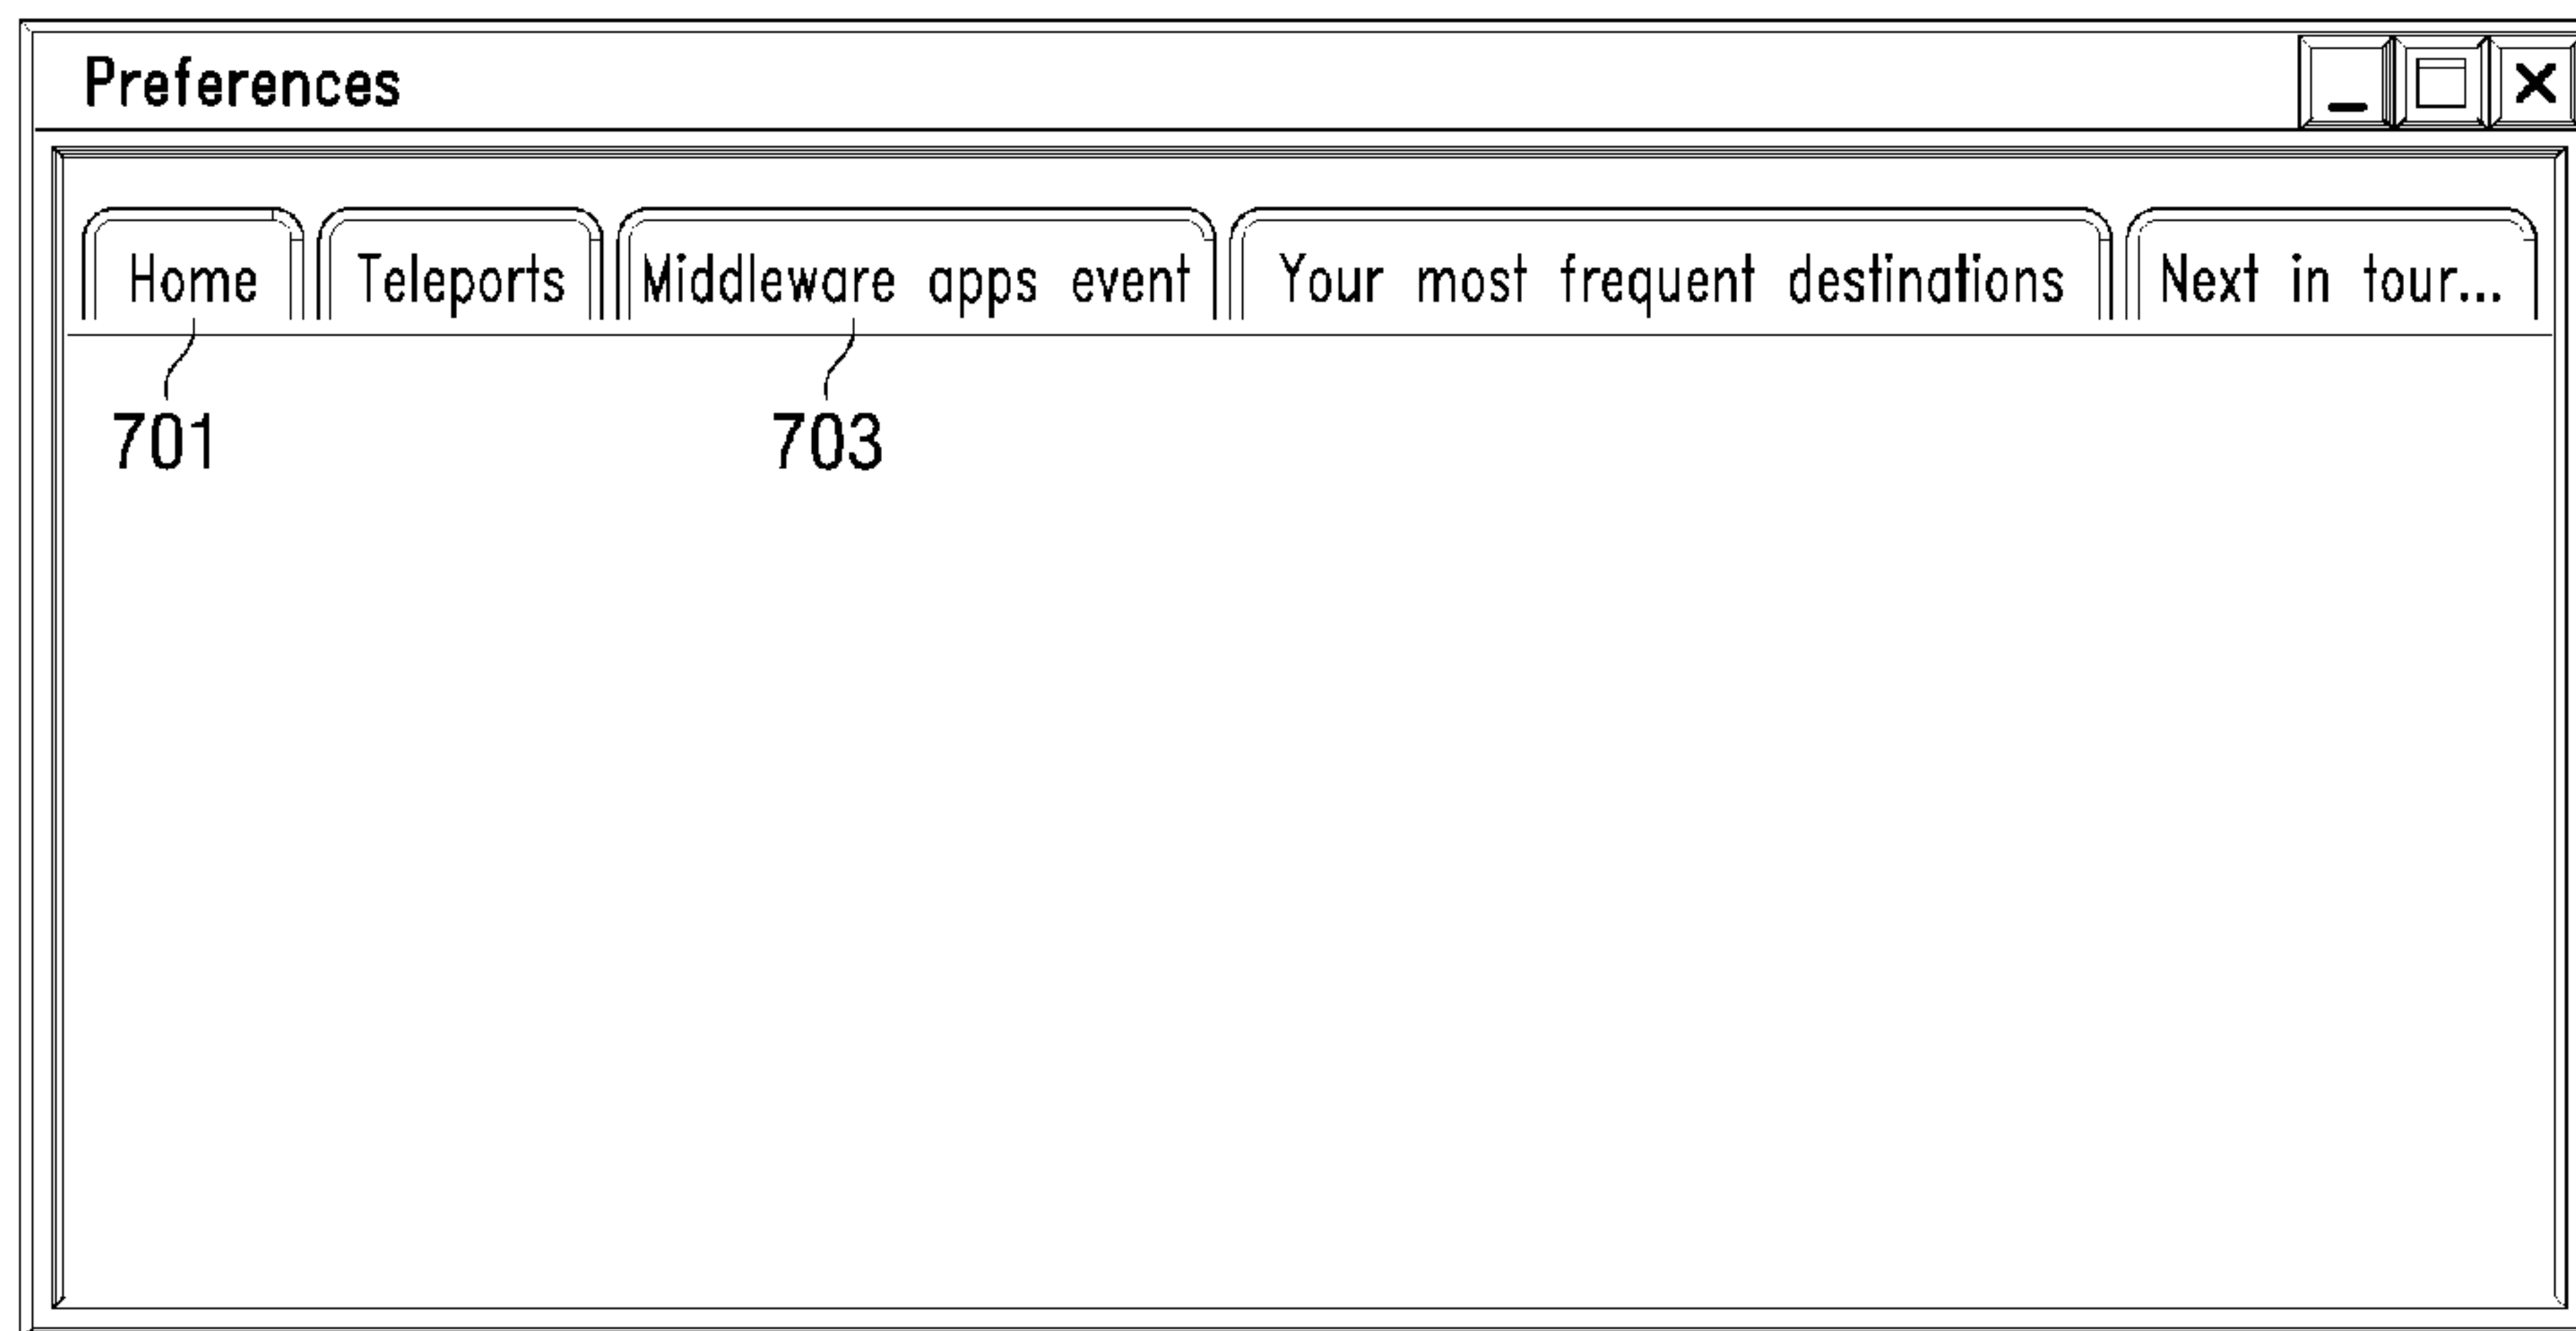 Preferences
Home Teleports Middleware apps event Your most frequent destinations Next in tour...
701 703